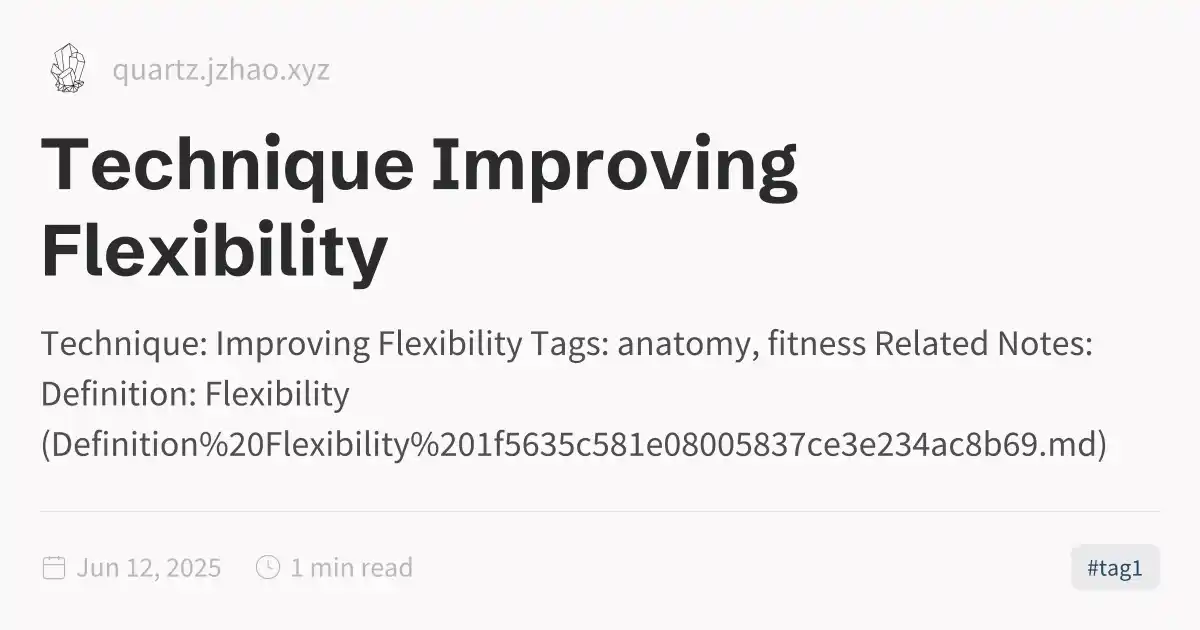 quartz.jzhao.xyz
Technique Improving
Flexibility
Technique: Improving Flexibility Tags: anatomy, fitness Related Notes:
Definition: Flexibility
(Definition%20Flexibility%201f5635c581e08005837ce3e234ac8b69.md)
Jun 12, 2025
1 min read
#tag1